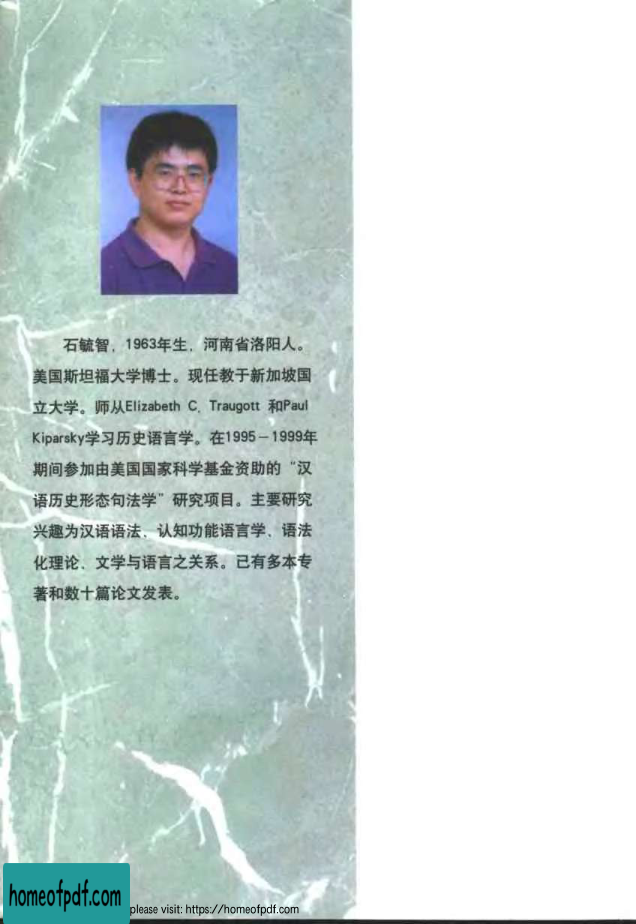 石毓智，1963年生，河南省洛阳人。
美国斯坦福大学博士。现任教于新加坡国
立大学。师从Elizabeth C. Traugott 和Paul
Kiparsky学习历史语言学。在1995－1999年
期间参加由美国国家科学基金资助的“汉
语历史形态句法学”研究项目。主要研究
兴趣为汉语语法、认知功能语言学、语法
化理论、文学与语言之关系。已有多本专
著和数十篇论文发表。
homeofpdf.com
please visit: https://homeofpdf.com